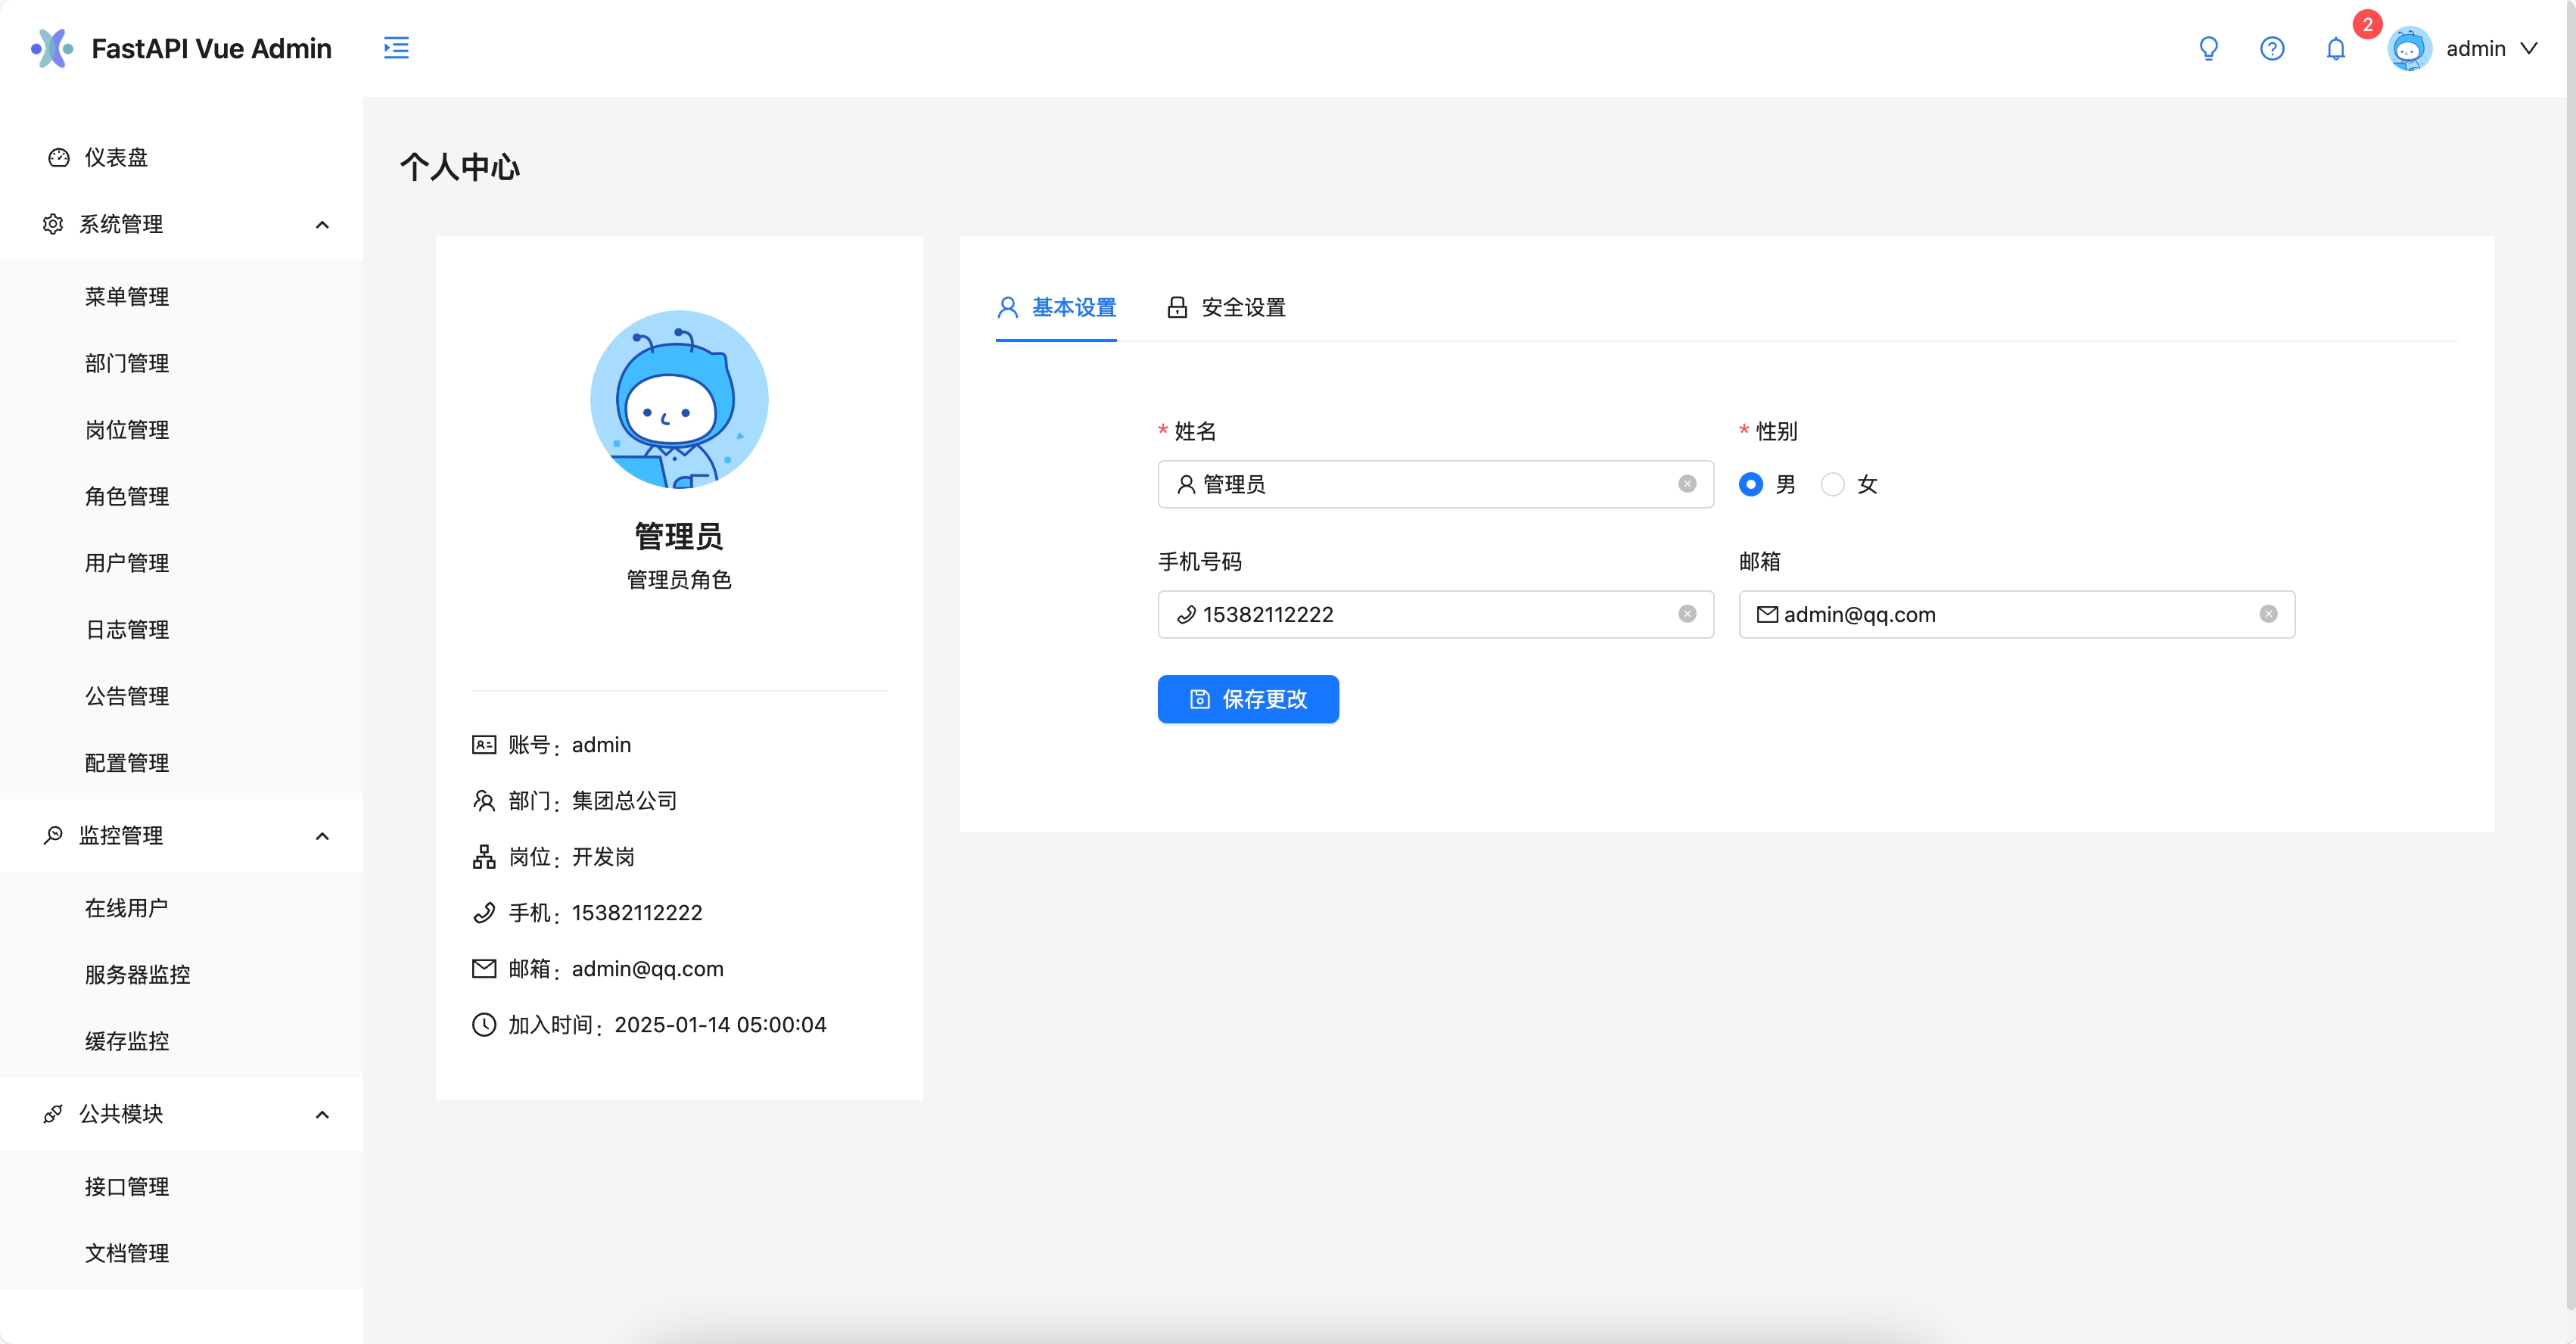 FastAPI Vue Admin
2
admin
仪表盘
系统管理
菜单管理
部门管理
岗位管理
角色管理
用户管理
日志管理
公告管理
配置管理
监控管理
在线用户
服务器监控
缓存监控
公共模块
接口管理
文档管理
个人中心
管理员
管理员角色
账号：admin
部门：集团总公司
岗位：开发岗
手机：15382112222
邮箱：admin@qq.com
加入时间：2025-01-14 05:00:04
基本设置 安全设置
* 姓名 * 性别
管理员 男 女
手机号码 邮箱
15382112222 admin@qq.com
保存更改